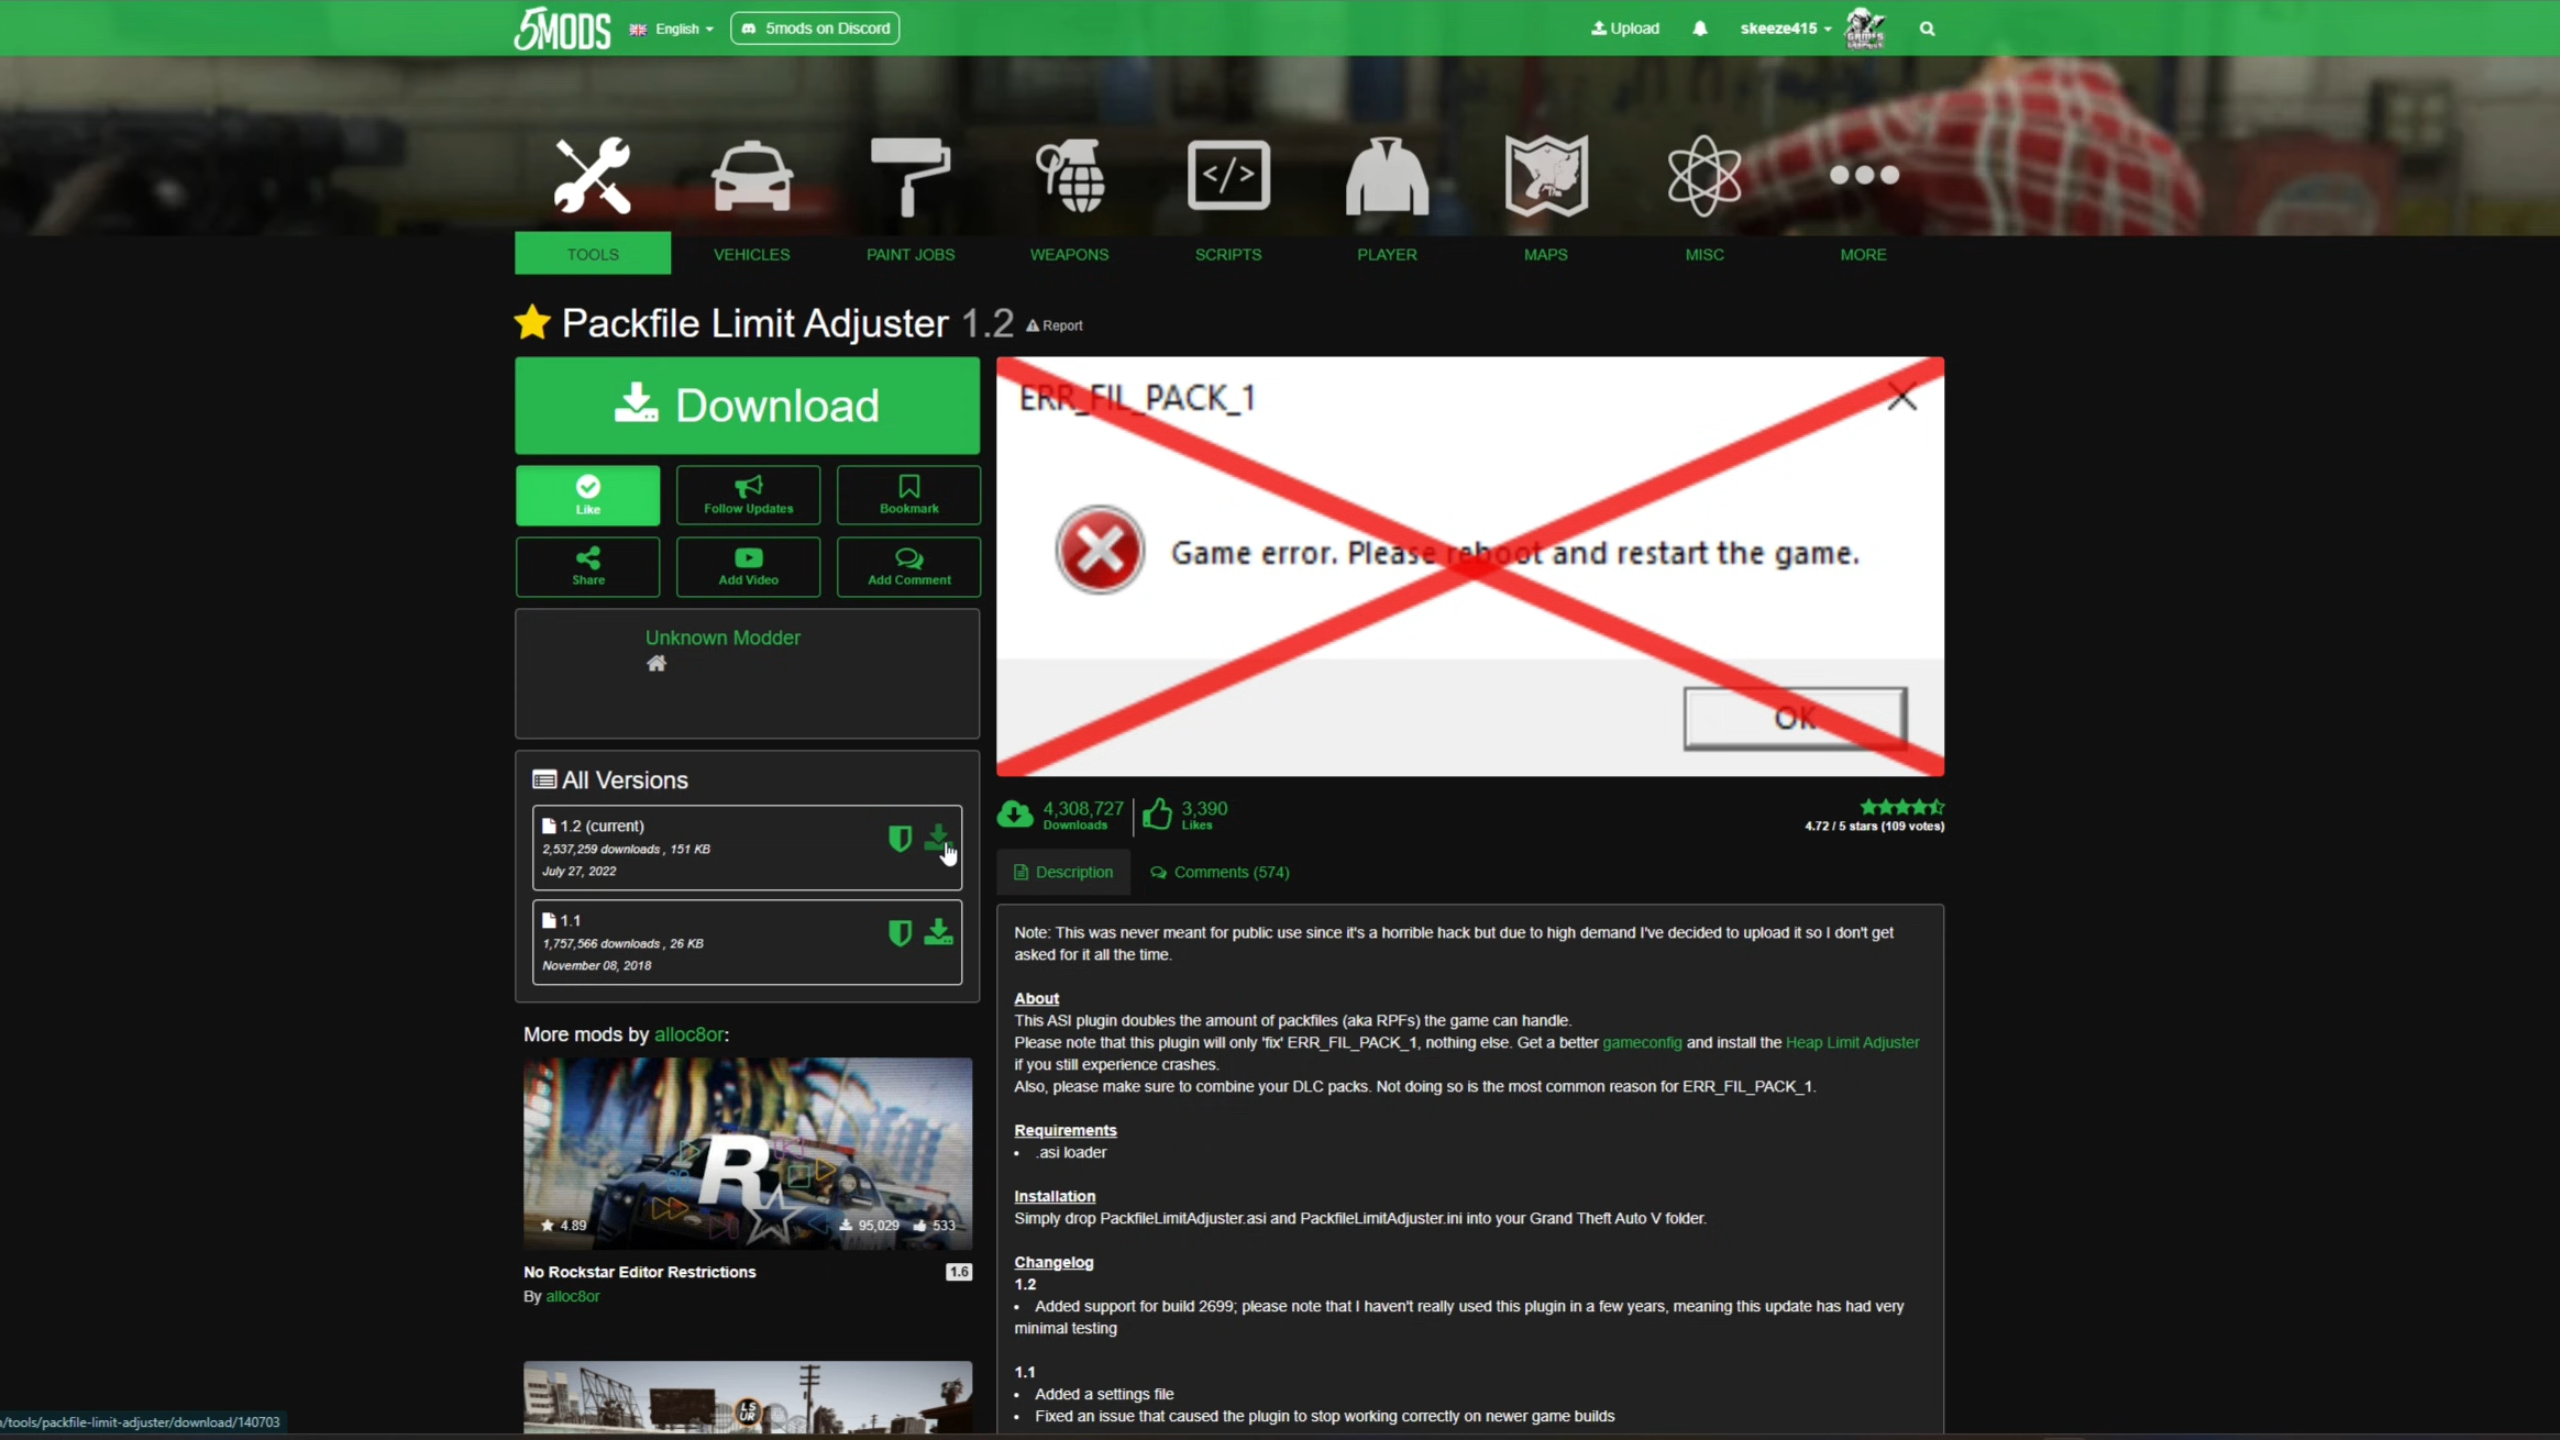 5MODS
English
5mods on Discord
Upload
skeeze415
TOOLS
VEHICLES
PAINT JOBS
WEAPONS
SCRIPTS
PLAYER
MAPS
MISC
MORE
Packfile Limit Adjuster 1.2
Report
Download
Like
Follow Updates
Bookmark
Share
Add Video
Add Comment
Unknown Modder
All Versions
1.2 (current)
2,537,259 downloads , 151 KB
July 27, 2022
1.1
1,757,566 downloads , 26 KB
November 08, 2018
More mods by alloc8or:
4.89
95,029
533
No Rockstar Editor Restrictions
1.6
By alloc8or
ERR_FIL_PACK_1
Game error. Please reboot and restart the game.
OK
4,308,727
Downloads
3,390
Likes
4.72 / 5 stars (109 votes)
Description
Comments (574)
Note: This was never meant for public use since it's a horrible hack but due to high demand I've decided to upload it so I don't get
asked for it all the time.
About
This ASI plugin doubles the amount of packfiles (aka RPFs) the game can handle.
Please note that this plugin will only 'fix' ERR_FIL_PACK_1, nothing else. Get a better gameconfig and install the Heap Limit Adjuster
if you still experience crashes.
Also, please make sure to combine your DLC packs. Not doing so is the most common reason for ERR_FIL_PACK_1.
Requirements
• .asi loader
Installation
Simply drop PackfileLimitAdjuster.asi and PackfileLimitAdjuster.ini into your Grand Theft Auto V folder.
Changelog
1.2
• Added support for build 2699; please note that I haven't really used this plugin in a few years, meaning this update has had very
minimal testing
1.1
• Added a settings file
• Fixed an issue that caused the plugin to stop working correctly on newer game builds
/tools/packfile-limit-adjuster/download/140703